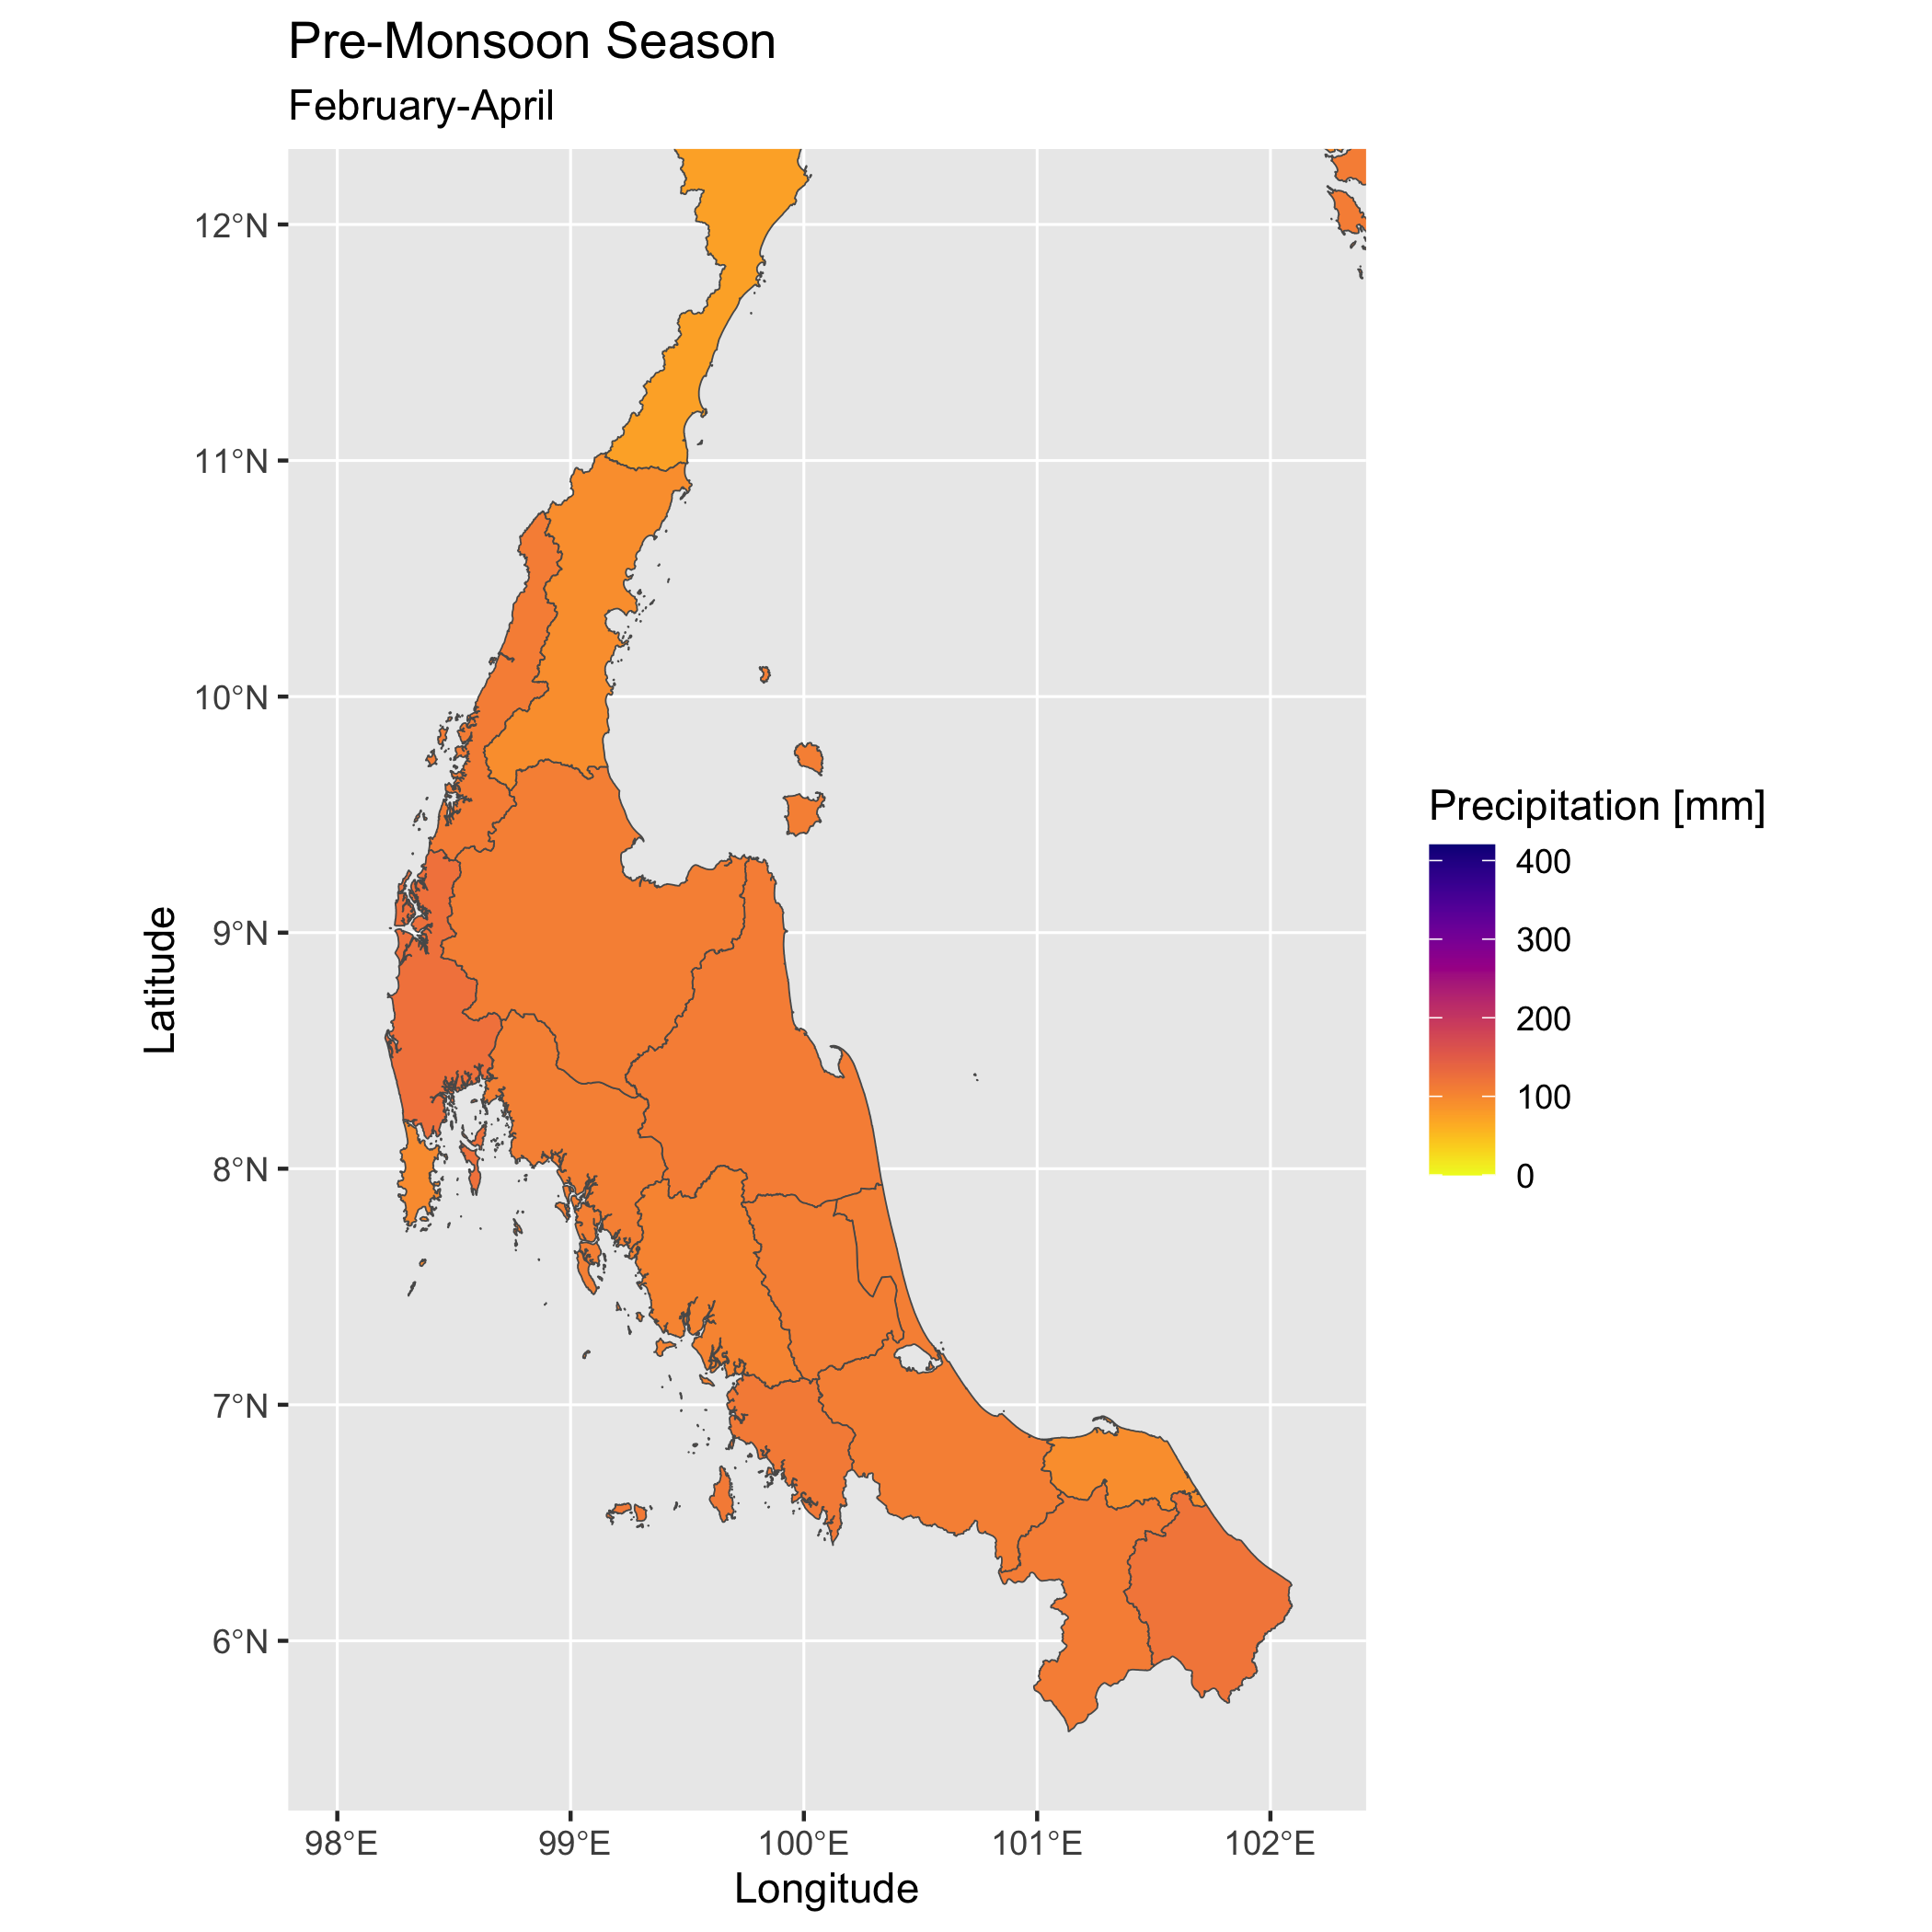 Pre-Monsoon Season
February-April
12°N
11°N
10°N
9°N
8°N
7°N
6°N
Latitude
98°E
99°E
100°E
101°E
102°E
Longitude
Precipitation [mm]
400
300
200
100
0